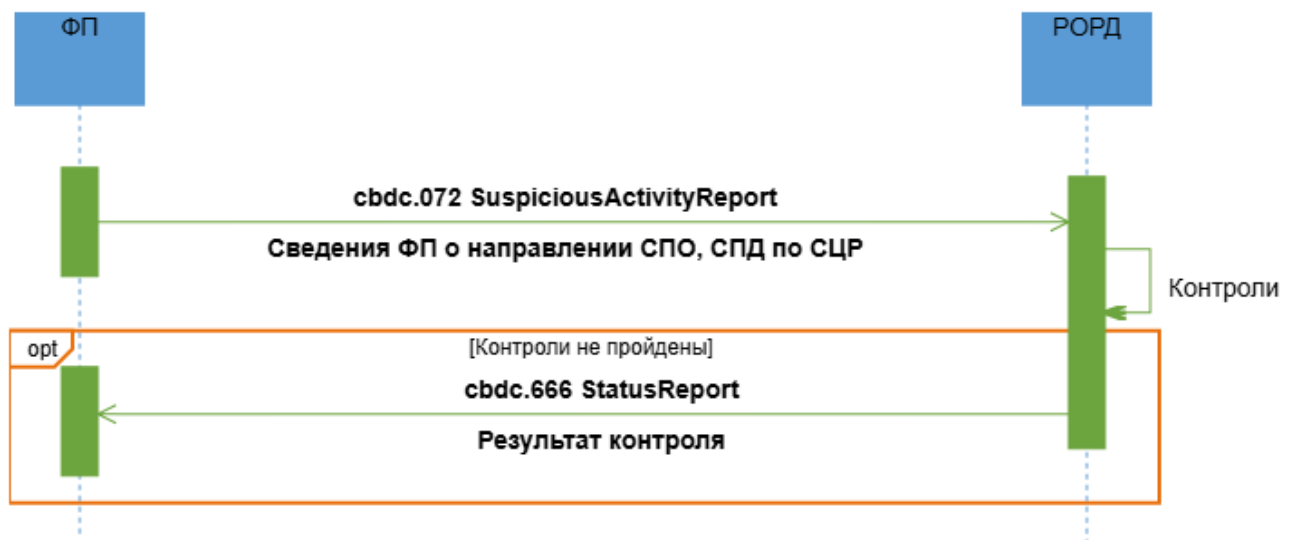 ФП
РОРД
cbdc.072 SuspiciousActivityReport
Сведения ФП о направлении СПО, СПД по СЦР
Контроли
opt
[Контроли не пройдены]
cbdc.666 StatusReport
Результат контроля